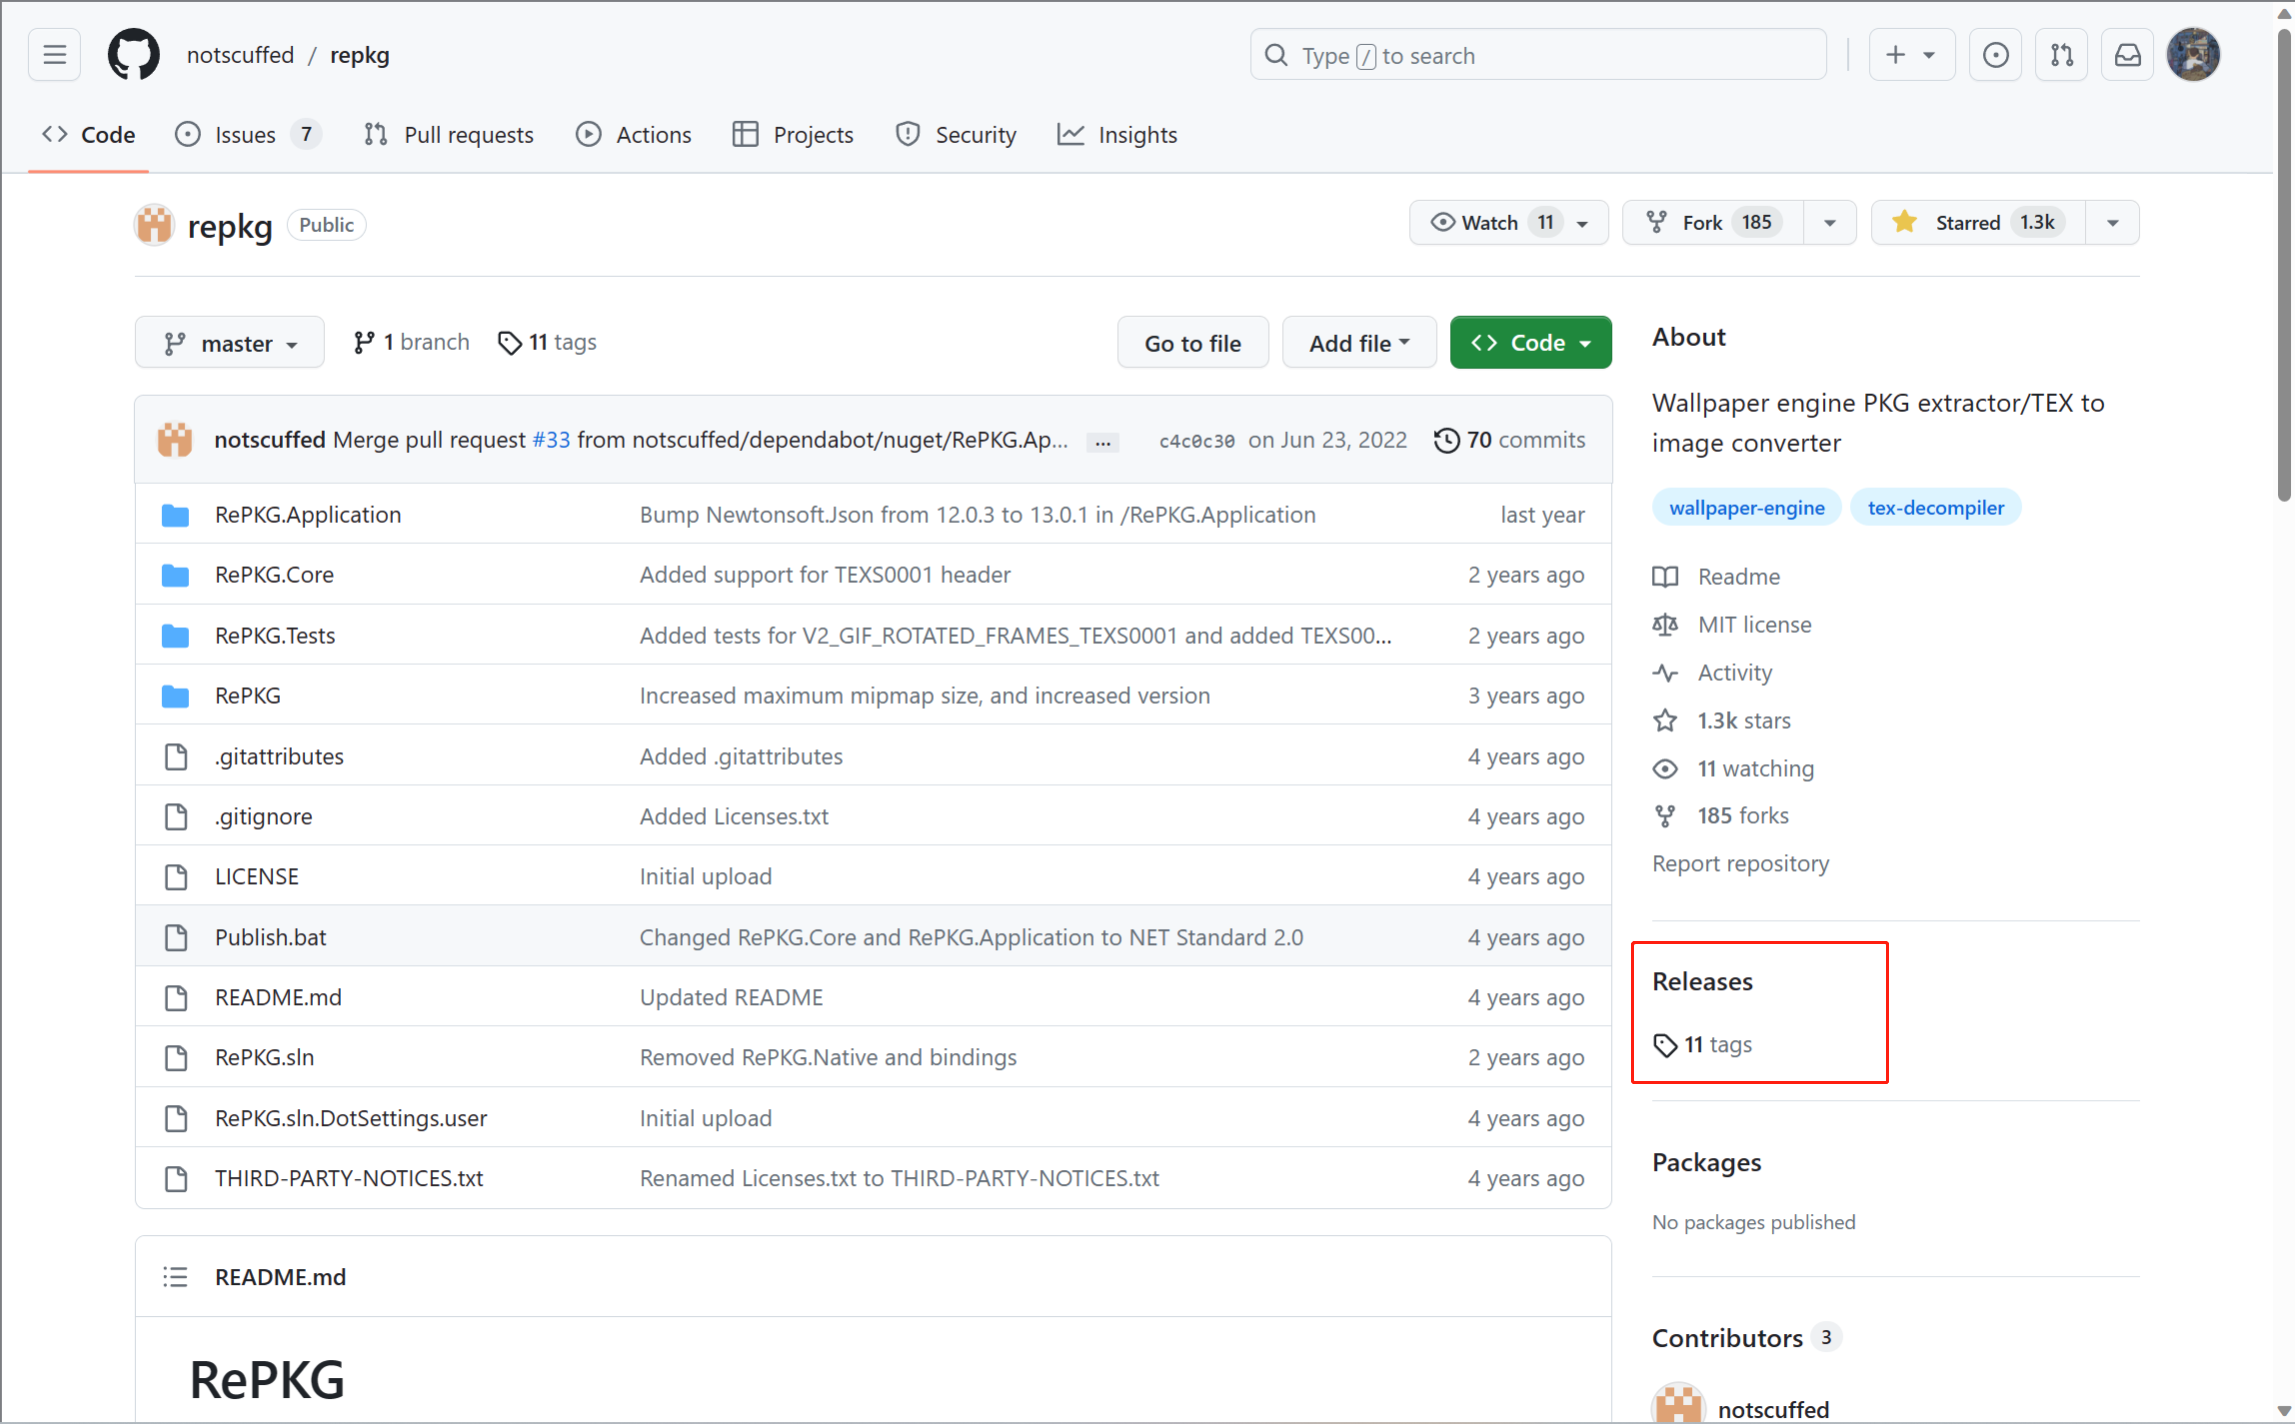 notscuffed / repkg
Type / to search
Code
Issues 7
Pull requests
Actions
Projects
Security
Insights
repkg Public
Watch 11
Fork 185
Starred 1.3k
master
1 branch
11 tags
Go to file
Add file
Code
notscuffed Merge pull request #33 from notscuffed/dependabot/nuget/RePKG.Ap... ... c4c0c30 on Jun 23, 2022 70 commits
RePKG.Application Bump Newtonsoft.Json from 12.0.3 to 13.0.1 in /RePKG.Application last year
RePKG.Core Added support for TEXS0001 header 2 years ago
RePKG.Tests Added tests for V2_GIF_ROTATED_FRAMES_TEXS0001 and added TEXS00... 2 years ago
RePKG Increased maximum mipmap size, and increased version 3 years ago
.gitattributes Added .gitattributes 4 years ago
.gitignore Added Licenses.txt 4 years ago
LICENSE Initial upload 4 years ago
Publish.bat Changed RePKG.Core and RePKG.Application to NET Standard 2.0 4 years ago
README.md Updated README 4 years ago
RePKG.sln Removed RePKG.Native and bindings 2 years ago
RePKG.sln.DotSettings.user Initial upload 4 years ago
THIRD-PARTY-NOTICES.txt Renamed Licenses.txt to THIRD-PARTY-NOTICES.txt 4 years ago
README.md
RePKG
About
Wallpaper engine PKG extractor/TEX to
image converter
wallpaper-engine tex-decompiler
Readme
MIT license
Activity
1.3k stars
11 watching
185 forks
Report repository
Releases
11 tags
Packages
No packages published
Contributors 3
notscuffed